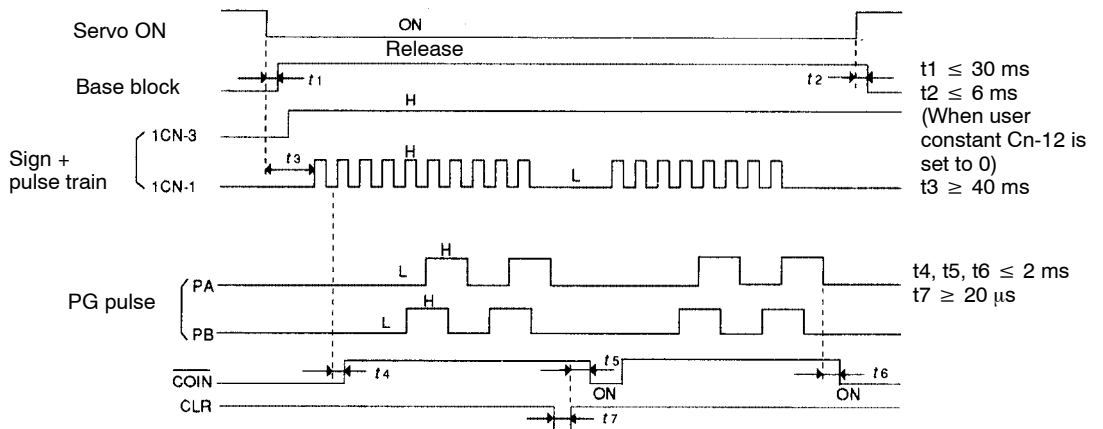 Servo ON
ON
Release
Base block
t1
t2
t1 ≤ 30 ms
t2 ≤ 6 ms
(When user
constant Cn-12 is
set to 0)
t3 ≥ 40 ms
Sign +
pulse train
1CN-3
H
t3
H
1CN-1
L
PG pulse
PA
L
H
PB
L
H
t4, t5, t6 ≤ 2 ms
t7 ≥ 20 μs
COIN
t4
t5
ON
t6
ON
CLR
t7